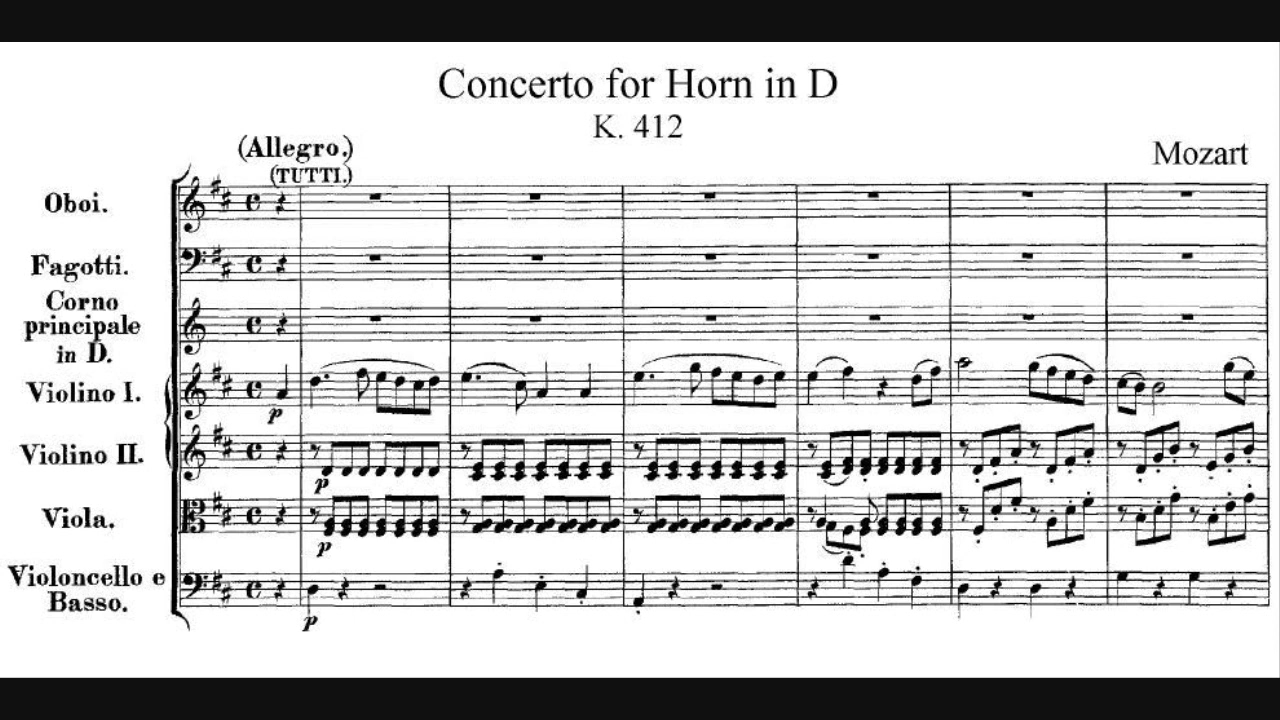 Concerto for Horn in D
K. 412
Mozart
(Allegro.)
(TUTTI.)
Oboi.
Fagotti.
Corno
principale
in D.
Violino I.
p
Violino II.
p
Viola.
p
Violoncello e
Basso.
p